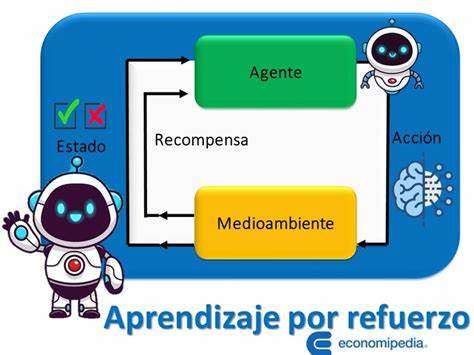 Agente
Estado
Recompensa
Acción
Medioambiente
Aprendizaje por refuerzo
economipedia